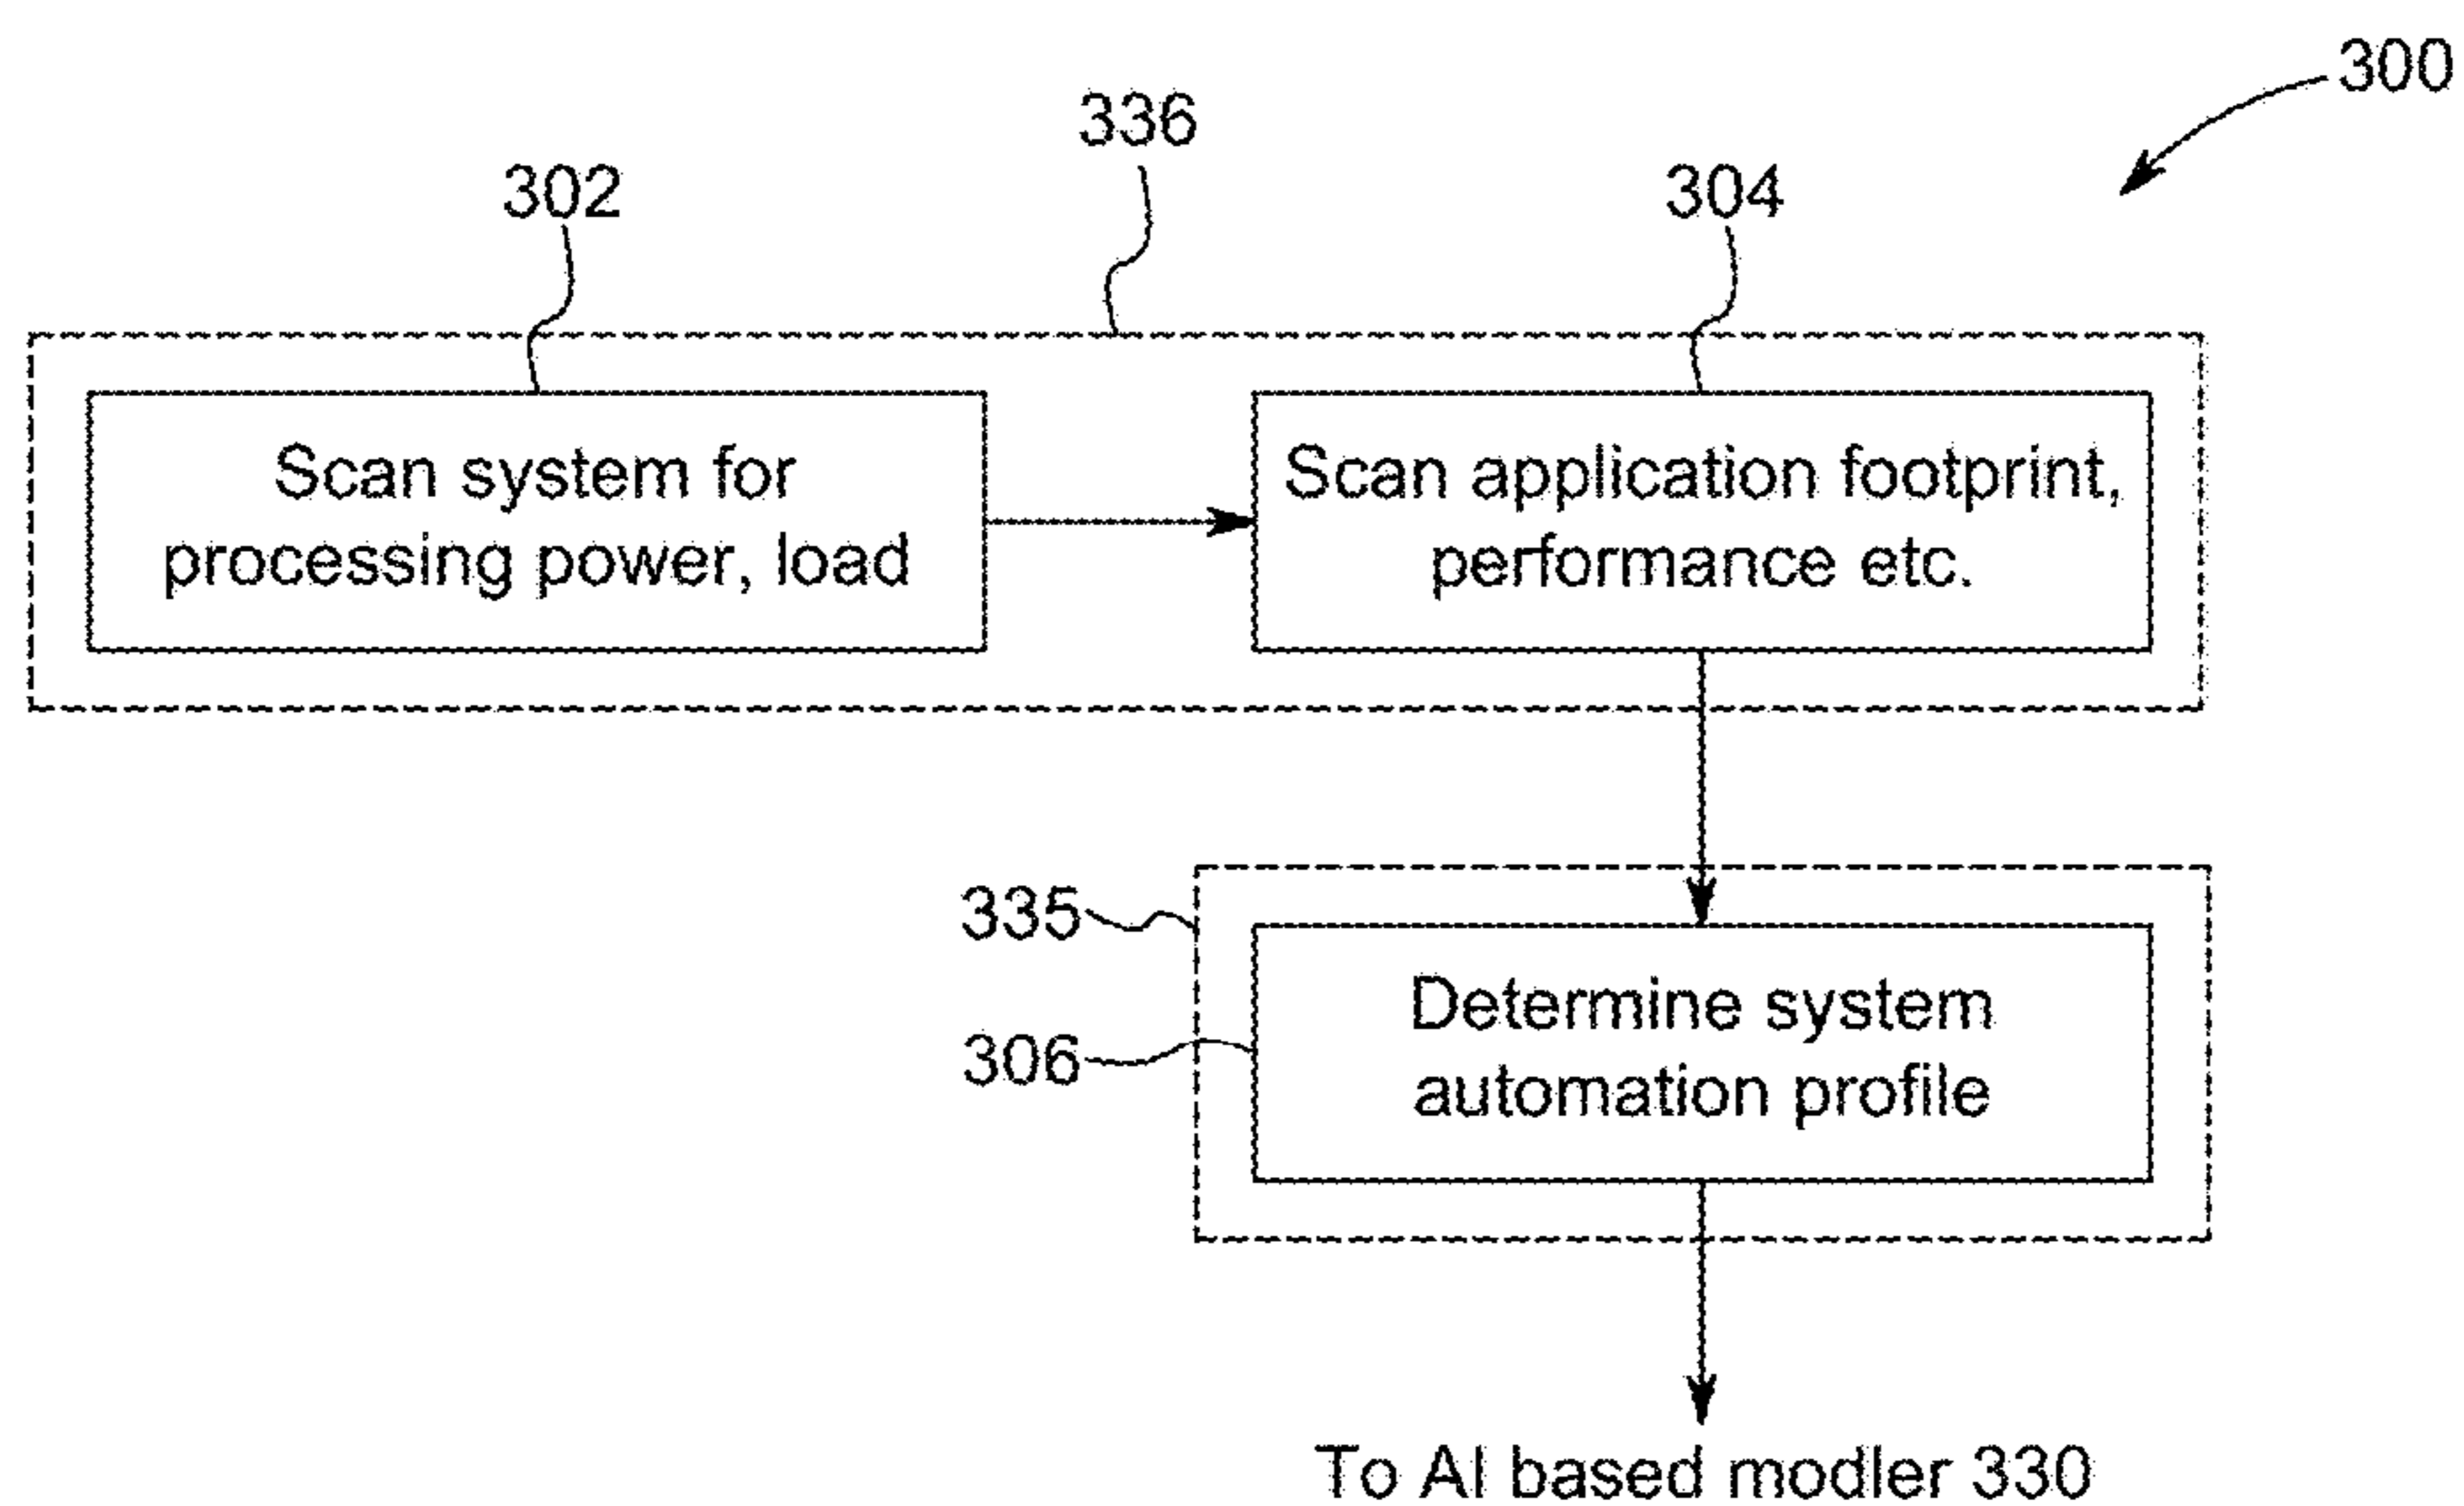 300
336
302
304
Scan system for
processing power, load
Scan application footprint,
performance etc.
335
306
Determine system
automation profile
To AI based modler 330